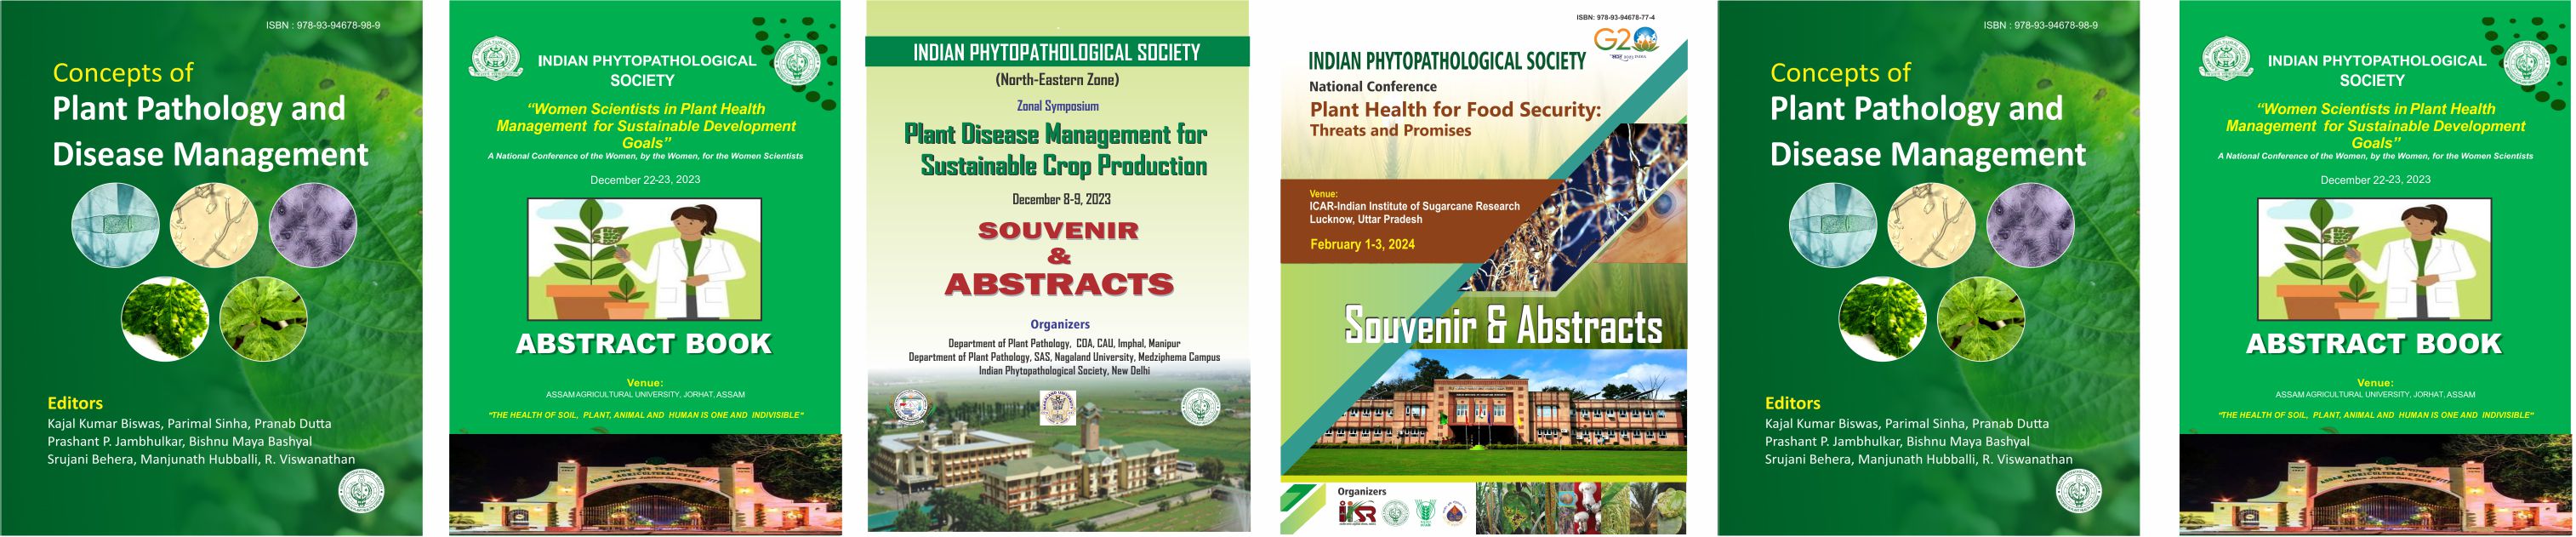 ISBN : 978-93-94678-98-9
Concepts of
Plant Pathology and
Disease Management
Editors
Kajal Kumar Biswas, Parimal Sinha, Pranab Dutta
Prashant P. Jambhulkar, Bishnu Maya Bashyal
Srujani Behera, Manjunath Hubballi, R. Viswanathan
INDIAN PHYTOPATHOLOGICAL
SOCIETY
“Women Scientists in Plant Health
Management for Sustainable Development
Goals”
A National Conference of the Women, by the Women, for the Women Scientists
December 22-23, 2023
ABSTRACT BOOK
Venue:
ASSAM AGRICULTURAL UNIVERSITY, JORHAT, ASSAM
“THE HEALTH OF SOIL, PLANT, ANIMAL AND HUMAN IS ONE AND INDIVISIBLE”
INDIAN PHYTOPATHOLOGICAL SOCIETY
(North-Eastern Zone)
Zonal Symposium
Plant Disease Management for
Sustainable Crop Production
December 8-9, 2023
SOUVENIR
&
ABSTRACTS
Organizers
Department of Plant Pathology, COA, CAU, Imphal, Manipur
Department of Plant Pathology, SAS, Nagaland University, Medziphema Campus
Indian Phytopathological Society, New Delhi
ISBN: 978-93-94678-77-4
G20
INDIAN PHYTOPATHOLOGICAL SOCIETY
National Conference
Plant Health for Food Security:
Threats and Promises
Venue:
ICAR-Indian Institute of Sugarcane Research
Lucknow, Uttar Pradesh
February 1-3, 2024
Souvenir & Abstracts
Organizers
IISR
ISBN : 978-93-94678-98-9
Concepts of
Plant Pathology and
Disease Management
Editors
Kajal Kumar Biswas, Parimal Sinha, Pranab Dutta
Prashant P. Jambhulkar, Bishnu Maya Bashyal
Srujani Behera, Manjunath Hubballi, R. Viswanathan
INDIAN PHYTOPATHOLOGICAL
SOCIETY
“Women Scientists in Plant Health
Management for Sustainable Development
Goals”
A National Conference of the Women, by the Women, for the Women Scientists
December 22-23, 2023
ABSTRACT BOOK
Venue:
ASSAM AGRICULTURAL UNIVERSITY, JORHAT, ASSAM
“THE HEALTH OF SOIL, PLANT, ANIMAL AND HUMAN IS ONE AND INDIVISIBLE”